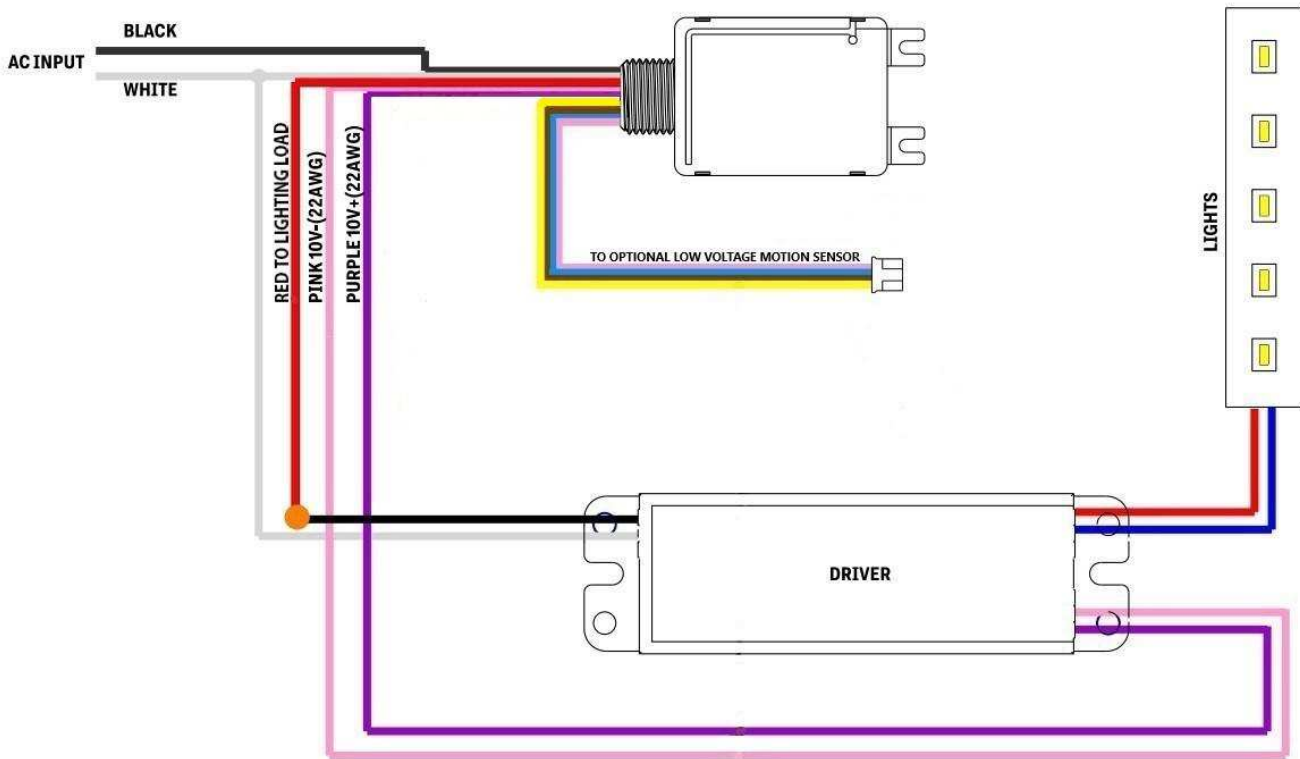 BLACK
AC INPUT
WHITE
RED TO LIGHTING LOAD
PINK 10V-(22AWG)
PURPLE 10V+(22AWG)
TO OPTIONAL LOW VOLTAGE MOTION SENSOR
LIGHTS
DRIVER